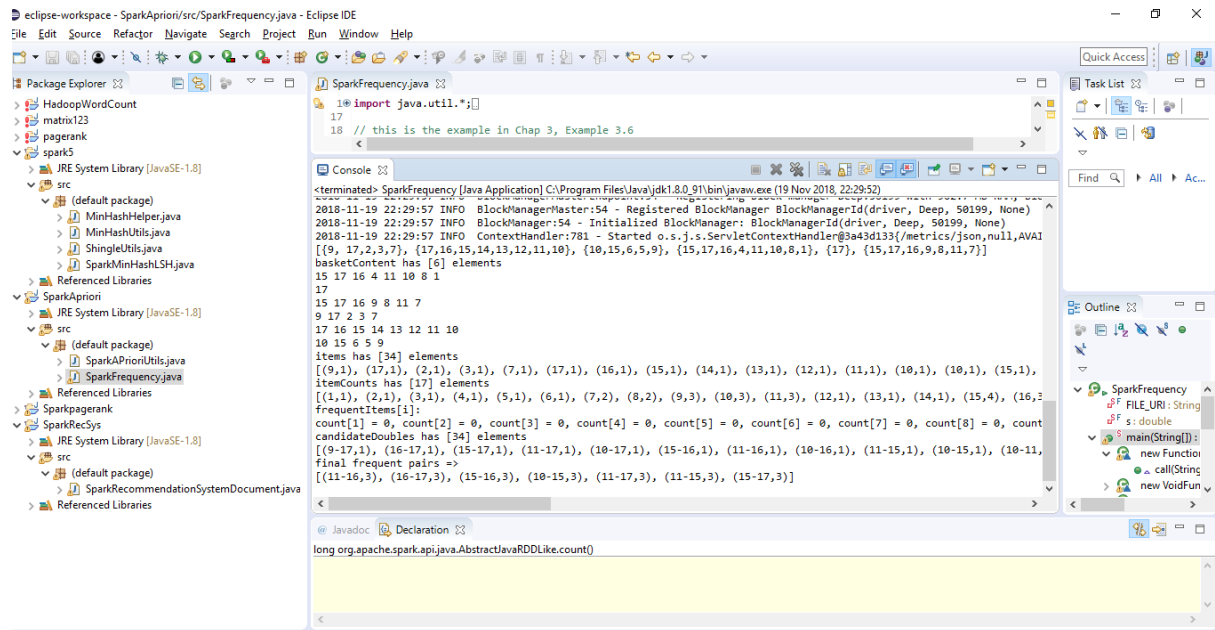 eclipse-workspace - SparkApriori/src/SparkFrequency.java - Eclipse IDE
File Edit Source Refactor Navigate Search Project Run Window Help
Quick Access
Package Explorer
HadoopWordCount
matrix123
pagerank
spark5
JRE System Library [JavaSE-1.8]
src
(default package)
MinHashHelper.java
MinHashUtils.java
ShingleUtils.java
SparkMinHashLSH.java
Referenced Libraries
SparkApriori
JRE System Library [JavaSE-1.8]
src
(default package)
SparkAPrioriUtils.java
SparkFrequency.java
Referenced Libraries
Sparkpagerank
SparkRecSys
JRE System Library [JavaSE-1.8]
src
(default package)
SparkRecommendationSystemDocument.java
Referenced Libraries
SparkFrequency.java
1 import java.util.*;
17
18 // this is the example in Chap 3, Example 3.6
Console
<terminated> SparkFrequency [Java Application] C:\Program Files\Java\jdk1.8.0_91\bin\javaw.exe (19 Nov 2018, 22:29:52)
2018-11-19 22:29:57 INFO BlockManagerMaster:54 - Registered BlockManager BlockManagerId(driver, Deep, 50199, None)
2018-11-19 22:29:57 INFO BlockManager:54 - Initialized BlockManager: BlockManagerId(driver, Deep, 50199, None)
2018-11-19 22:29:57 INFO ContextHandler:781 - Started o.s.j.s.ServletContextHandler@3a43d133{/metrics/json,null,AVAI
[{9, 17,2,3,7}, {17,16,15,14,13,12,11,10}, {10,15,6,5,9}, {15,17,16,4,11,10,8,1}, {17}, {15,17,16,9,8,11,7}]
basketContent has [6] elements
15 17 16 4 11 10 8 1
17
15 17 16 9 8 11 7
9 17 2 3 7
17 16 15 14 13 12 11 10
10 15 6 5 9
items has [34] elements
[(9,1), (17,1), (2,1), (3,1), (7,1), (17,1), (16,1), (15,1), (14,1), (13,1), (12,1), (11,1), (10,1), (10,1), (15,1),
itemCounts has [17] elements
[(1,1), (2,1), (3,1), (4,1), (5,1), (6,1), (7,2), (8,2), (9,3), (10,3), (11,3), (12,1), (13,1), (14,1), (15,4), (16,3
frequentItems[i]:
count[1] = 0, count[2] = 0, count[3] = 0, count[4] = 0, count[5] = 0, count[6] = 0, count[7] = 0, count[8] = 0, count
candidateDoubles has [34] elements
[(9-17,1), (16-17,1), (15-17,1), (11-17,1), (10-17,1), (15-16,1), (11-16,1), (10-16,1), (11-15,1), (10-15,1), (10-11,
final frequent pairs =>
[(11-16,3), (16-17,3), (15-16,3), (10-15,3), (11-17,3), (11-15,3), (15-17,3)]
Javadoc Declaration
long org.apache.spark.api.java.AbstractJavaRDDLike.count()
Task List
Find All Ac...
Outline
SparkFrequency
FILE_URI : String
s : double
main(String[]) :
new Function
call(String
new VoidFun